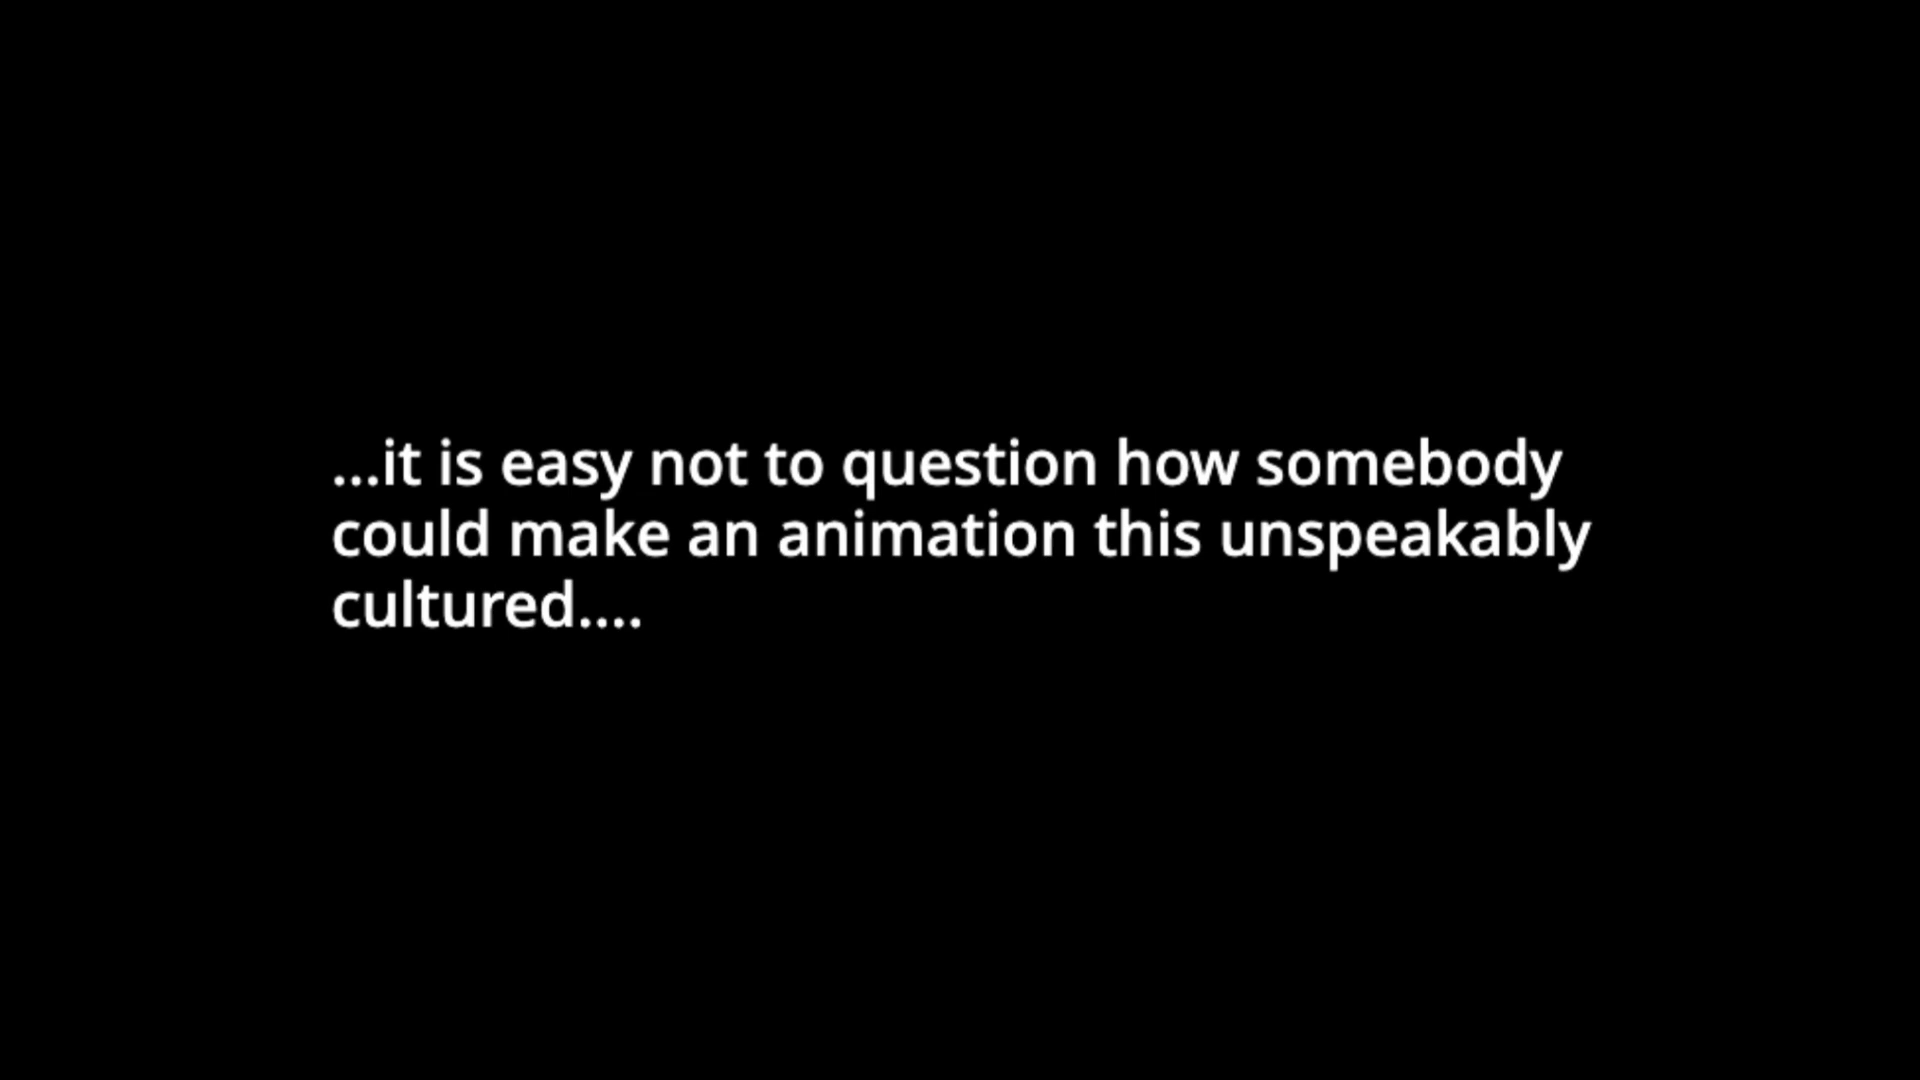 ...it is easy not to question how somebody
could make an animation this unspeakably
cultured....